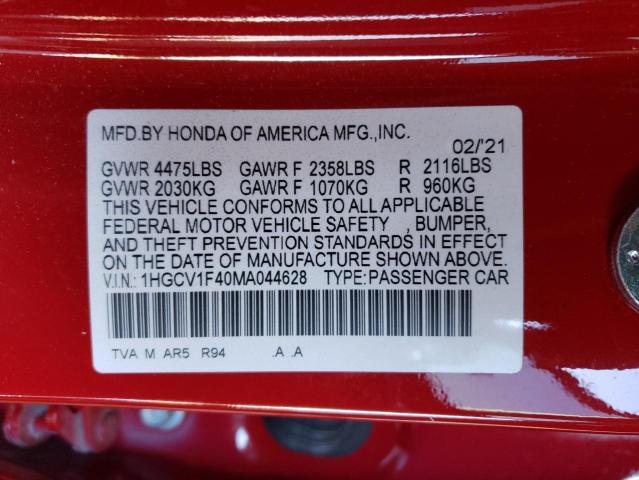 MFD.BY HONDA OF AMERICA MFG.,INC.
02/'21
GVWR 4475LBS GAWR F 2358LBS R 2116LBS
GVWR 2030KG GAWR F 1070KG R 960KG
THIS VEHICLE CONFORMS TO ALL APPLICABLE
FEDERAL MOTOR VEHICLE SAFETY , BUMPER,
AND THEFT PREVENTION STANDARDS IN EFFECT
ON THE DATE OF MANUFACTURE SHOWN ABOVE.
V.I.N.: 1HGCV1F40MA044628 TYPE:PASSENGER CAR
TVA M AR5 R94 .A .A